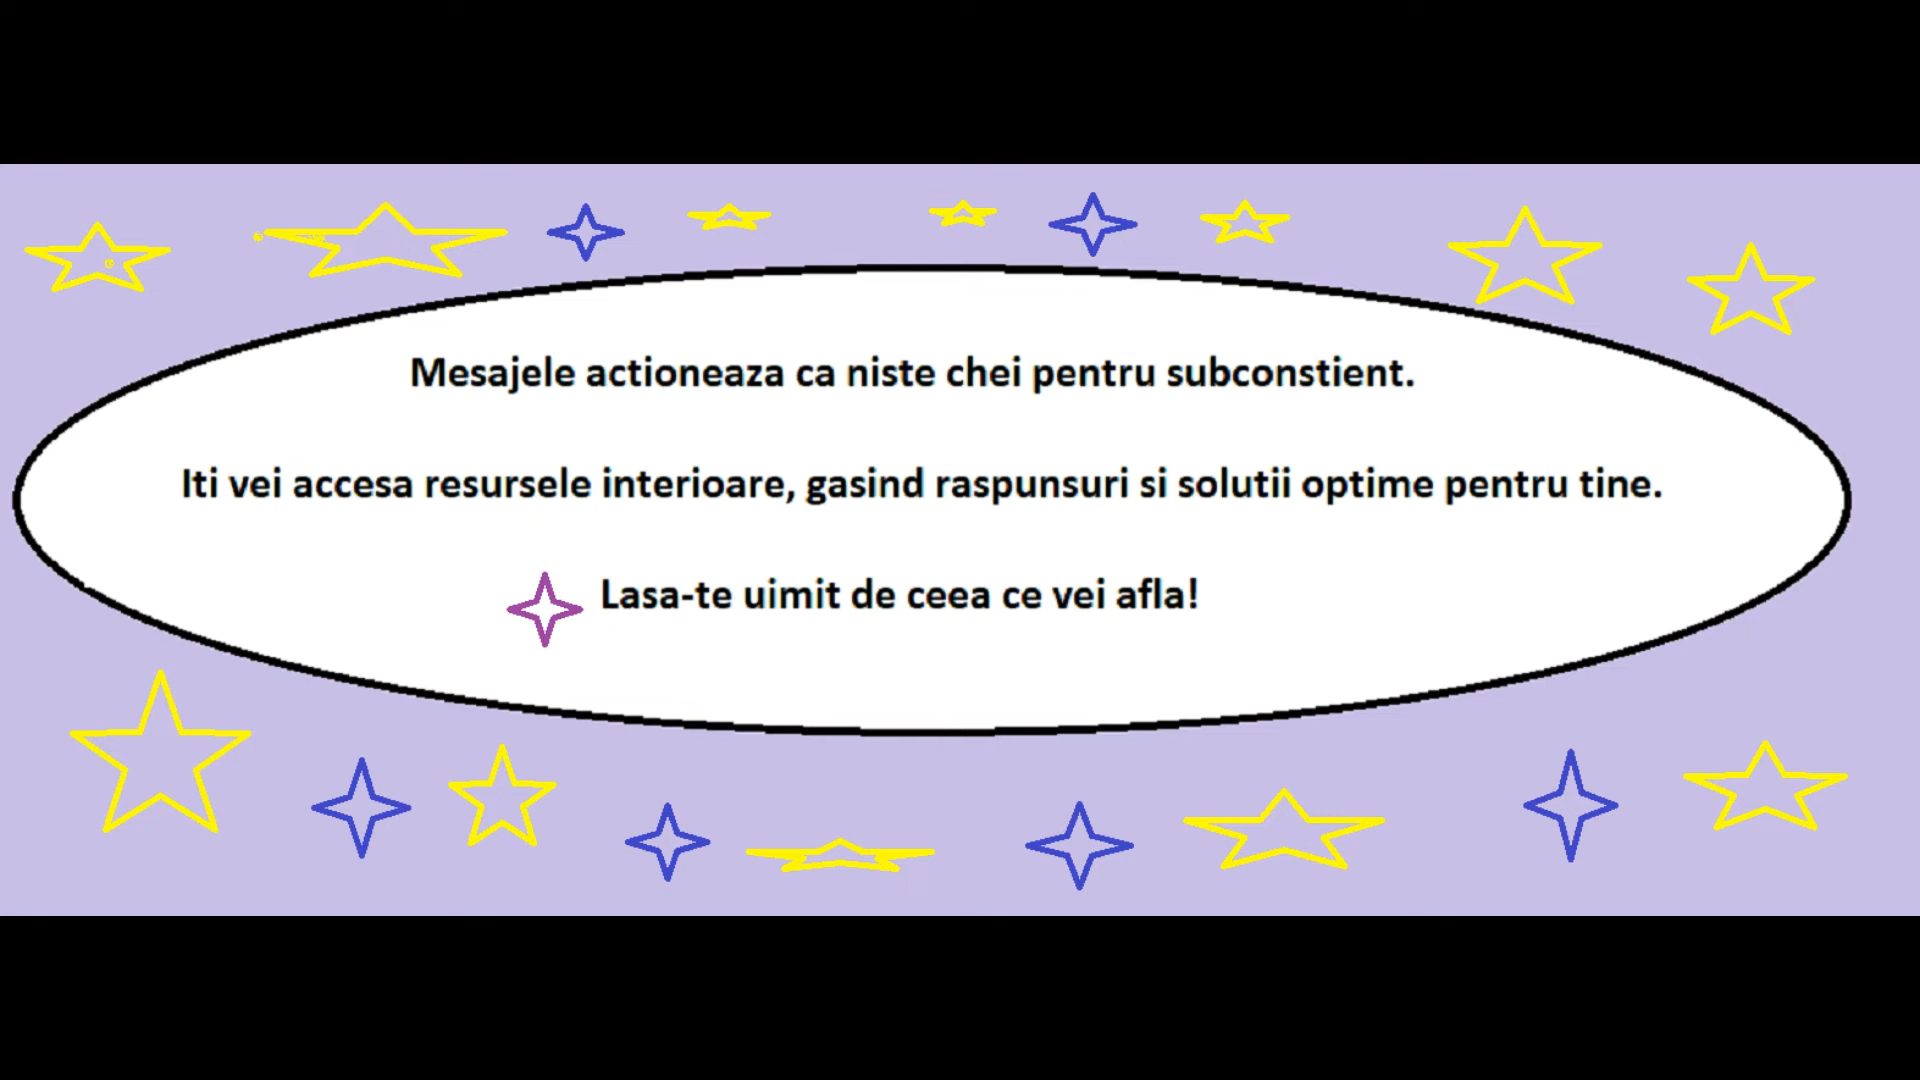 Mesajele actioneaza ca niste chei pentru subconstient.
Iti vei accesa resursele interioare, gasind raspunsuri si solutii optime pentru tine.
Lasa-te uimit de ceea ce vei afla!